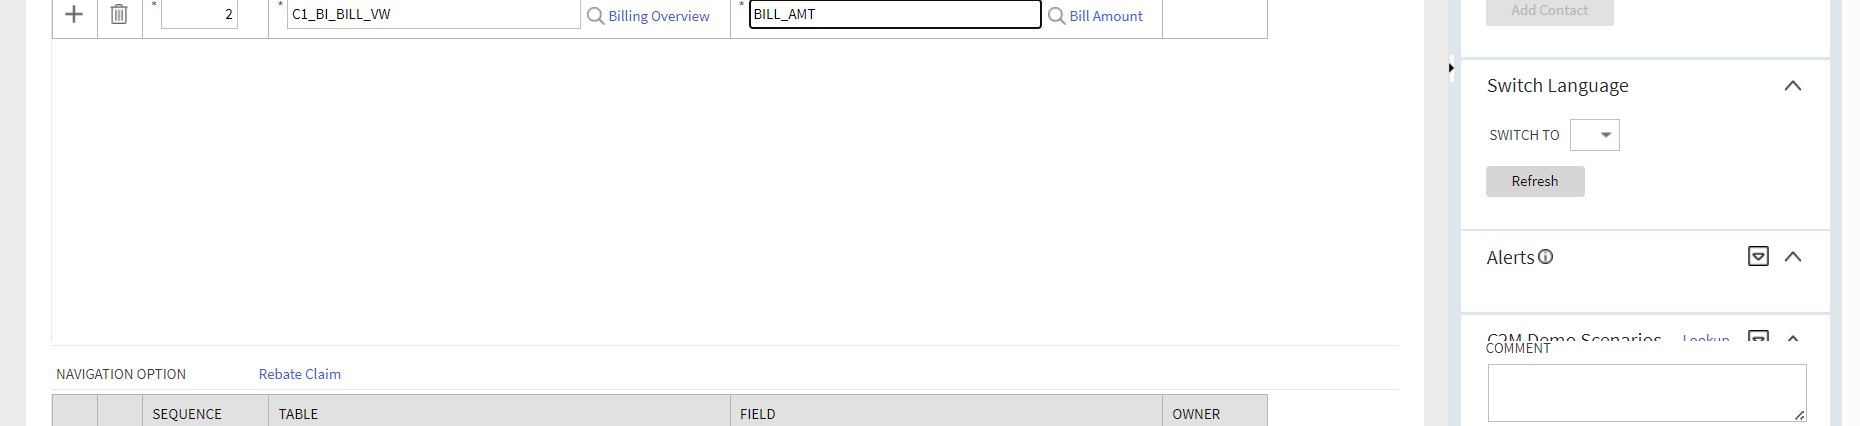 * 2 * C1_BI_BILL_VW Billing Overview * BILL_AMT Bill Amount
Add Contact
Switch Language
SWITCH TO
Refresh
Alerts
C2M Demo Scenarios Lookup
COMMENT
NAVIGATION OPTION Rebate Claim
SEQUENCE TABLE FIELD OWNER